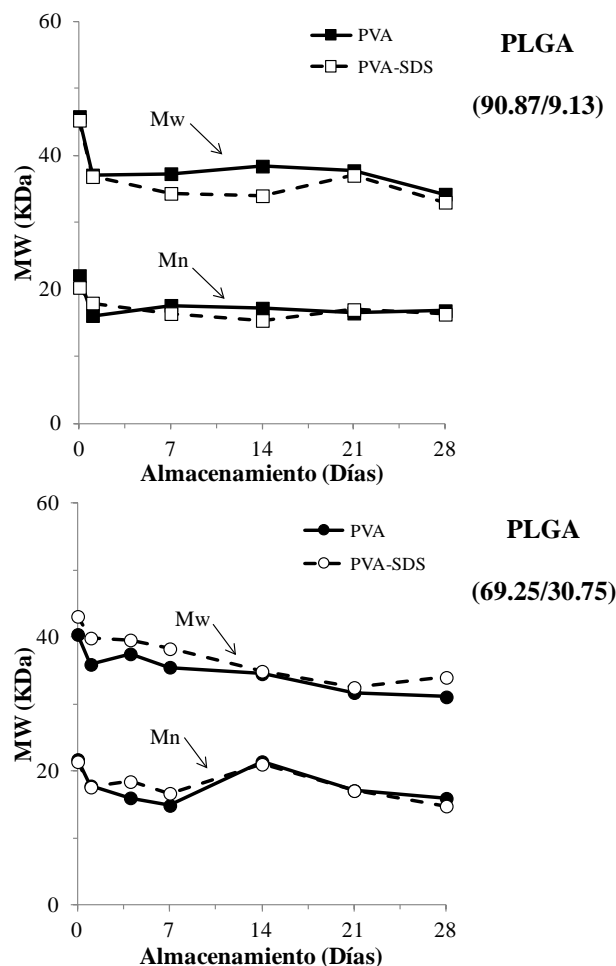 60
40
20
0
MW (KDa)
0 7 14 21 28
Almacenamiento (Días)
PVA
PVA-SDS
Mw
Mn
PLGA
(90.87/9.13)
60
40
20
0
MW (KDa)
0 7 14 21 28
Almacenamiento (Días)
PVA
PVA-SDS
Mw
Mn
PLGA
(69.25/30.75)